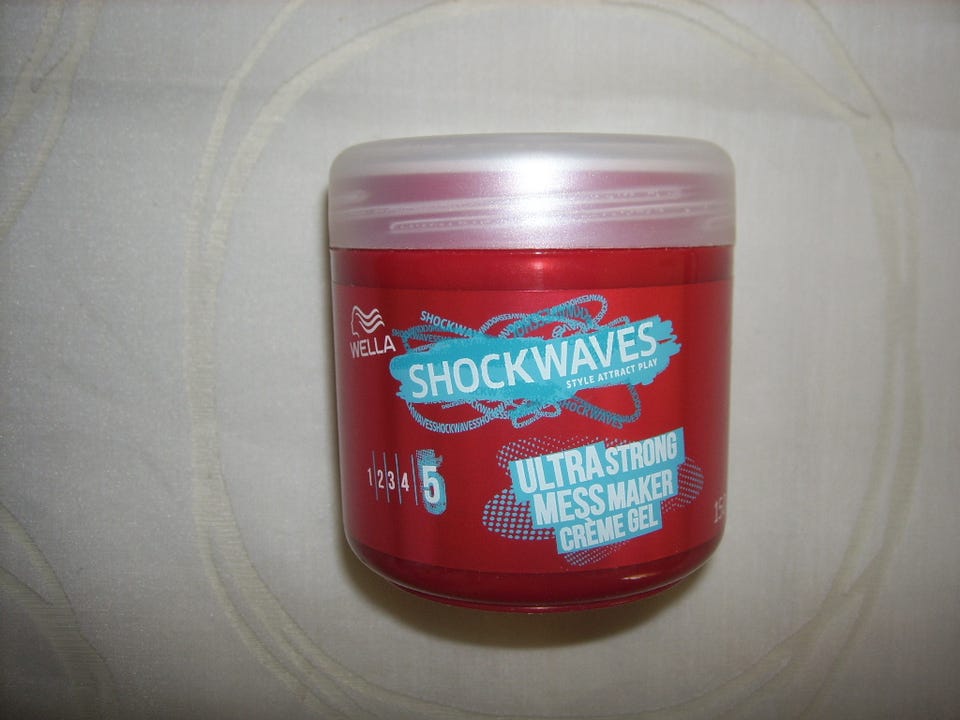 WELLA
SHOCKWAVES
STYLE ATTRACT PLAY
1 2 3 4 5
ULTRA STRONG
MESS MAKER
CRÈME GEL